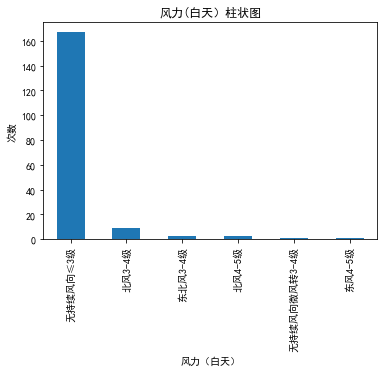 风力(白天）柱状图
次数
160
140
120
100
80
60
40
20
0
无持续风向≤3级
北风3-4级
东北风3-4级
北风4-5级
无持续风向微风转3-4级
东风4-5级
风力（白天）